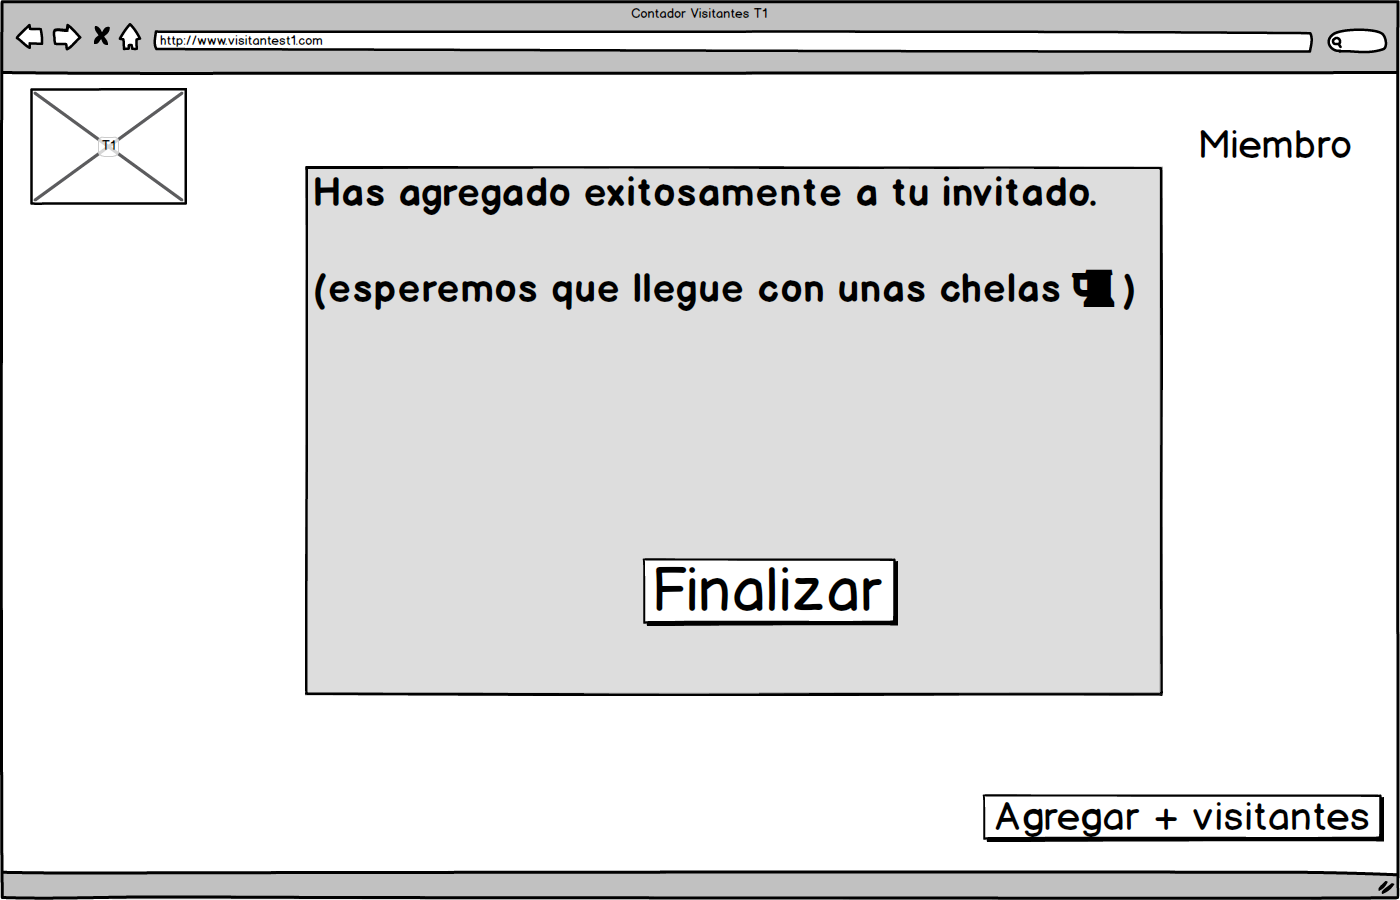 Contador Visitantes T1
http://www.visitantest1.com
T1
Miembro
Has agregado exitosamente a tu invitado.
(esperemos que llegue con unas chelas )
Finalizar
Agregar + visitantes